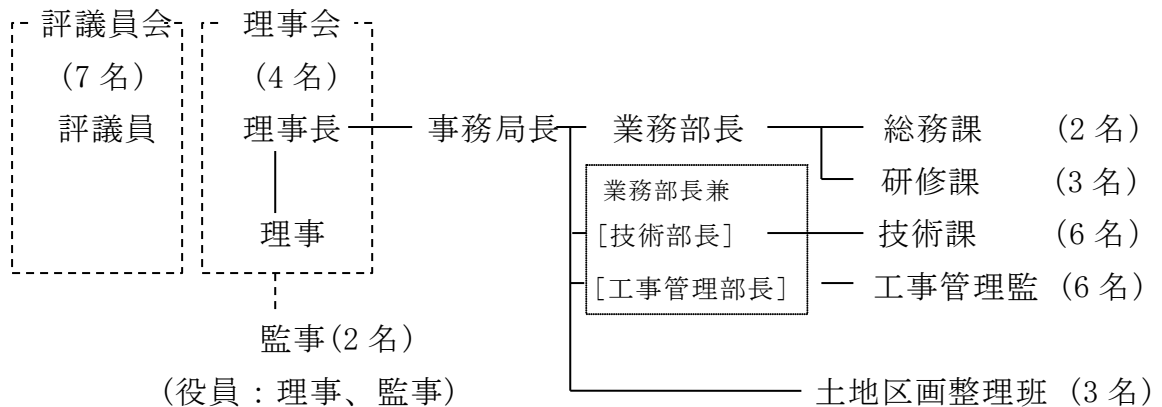 評議員会 理事会
(7 名) (4 名)
評議員 理事長 事務局長 業務部長 総務課 (2 名)
業務部長兼 研修課 (3 名)
理事 [技術部長] 技術課 (6 名)
[工事管理部長] 工事管理監 (6 名)
監事(2 名)
(役員：理事、監事) 土地区画整理班 (3 名)